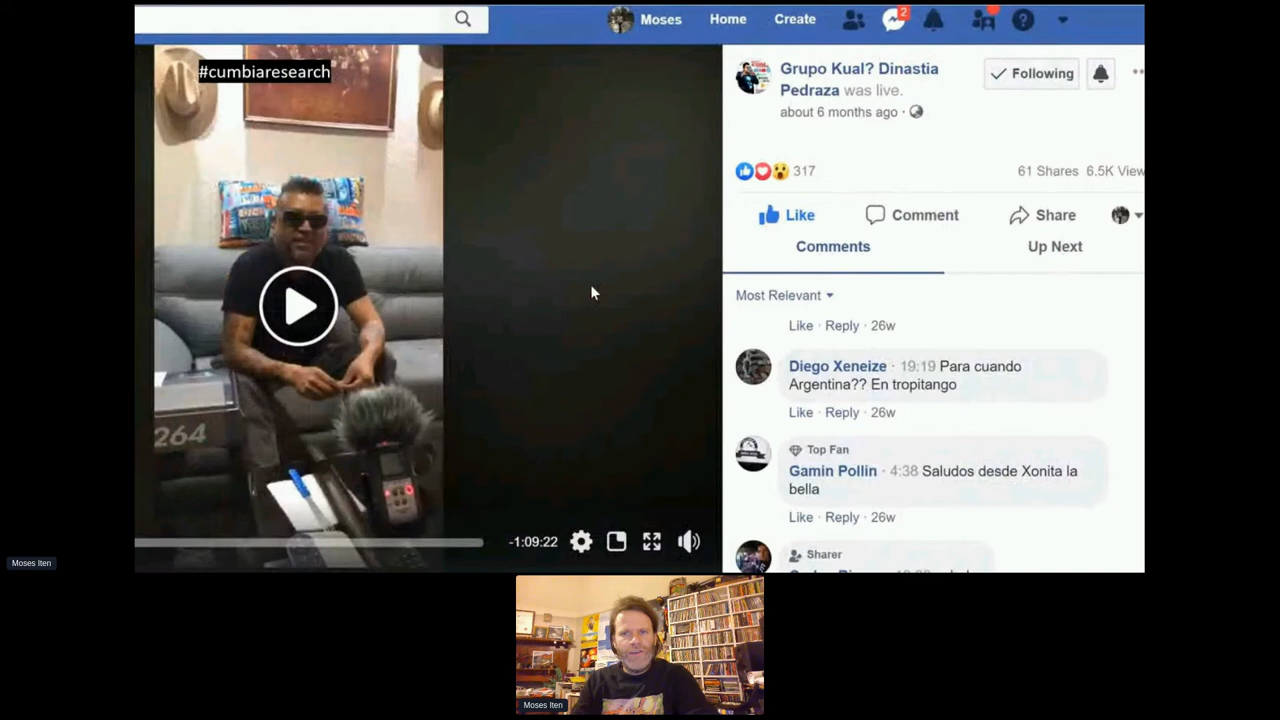 Moses
Home
Create
2
#cumbiaresearch
Grupo Kual? Dinastia
Pedraza was live.
about 6 months ago ·
Following
317
61 Shares 6.5K View
Like
Comment
Share
Comments
Up Next
Most Relevant
Like · Reply · 26w
Diego Xeneize · 19:19 Para cuando
Argentina?? En tropitango
Like · Reply · 26w
Top Fan
Gamin Pollin · 4:38 Saludos desde Xonita la
bella
Like · Reply · 26w
Sharer
264
-1:09:22
Moses Iten
Moses Iten